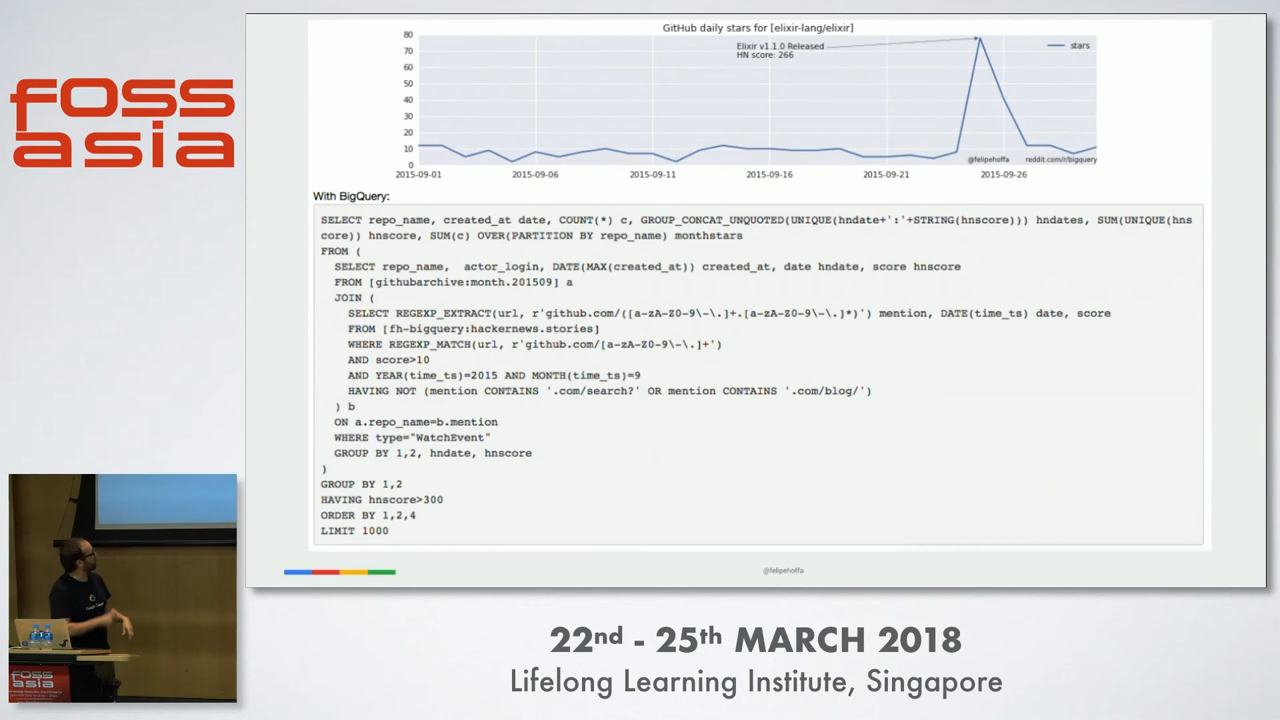 foss
asia
GitHub daily stars for [elixir-lang/elixir]
80
70
60
50
40
30
20
10
0
Elixir v1.1.0 Released
HN score: 266
stars
@felipehoffa reddit.com/r/bigquery
2015-09-01 2015-09-06 2015-09-11 2015-09-16 2015-09-21 2015-09-26
With BigQuery:
SELECT repo_name, created_at date, COUNT(*) c, GROUP_CONCAT_UNQUOTED(UNIQUE(hndate+':'+STRING(hnscore))) hndates, SUM(UNIQUE(hns
core)) hnscore, SUM(c) OVER(PARTITION BY repo_name) monthstars
FROM (
SELECT repo_name, actor_login, DATE(MAX(created_at)) created_at, date hndate, score hnscore
FROM [githubarchive:month.201509] a
JOIN (
SELECT REGEXP_EXTRACT(url, r'github.com/([a-zA-Z0-9\-\.]+.[a-zA-Z0-9\-\.]*)') mention, DATE(time_ts) date, score
FROM [fh-bigquery:hackernews.stories]
WHERE REGEXP_MATCH(url, r'github.com/[a-zA-Z0-9\-\.]+')
AND score>10
AND YEAR(time_ts)=2015 AND MONTH(time_ts)=9
HAVING NOT (mention CONTAINS '.com/search?' OR mention CONTAINS '.com/blog/')
) b
ON a.repo_name=b.mention
WHERE type="WatchEvent"
GROUP BY 1,2, hndate, hnscore
)
GROUP BY 1,2
HAVING hnscore>300
ORDER BY 1,2,4
LIMIT 1000
@felipehoffa
foss
asia
22nd - 25th MARCH 2018
Lifelong Learning Institute, Singapore